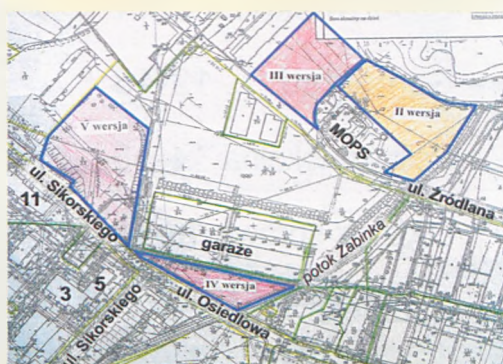 III wersja
II wersja
V wersja
MOPS
ul. Źródlana
ul. Sikorskiego
11
garaże
potok Żabinka
IV wersja
5
3
ul. Osiedlowa
ul. Sikorskiego